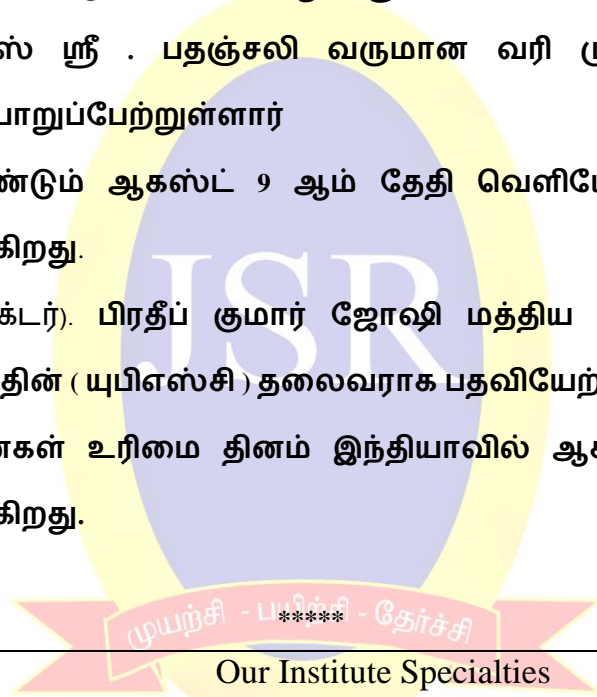 ஸ் ஸ்ரீ . பதஞ்சலி வருமான வரி
பாறுப்பேற்றுள்ளார்
ண்டும் ஆகஸ்ட் 9 ஆம் தேதி வெளியே
கிறது.
க்டர்). பிரதீப் குமார் ஜோஷி மத்திய
தின் ( யுபிஎஸ்சி ) தலைவராக பதவியேற்
JSR
கள் உரிமை தினம் இந்தியாவில் ஆக
கிறது.
*****
முயற்சி - பயிற்சி - தேர்ச்சி
Our Institute Specialties